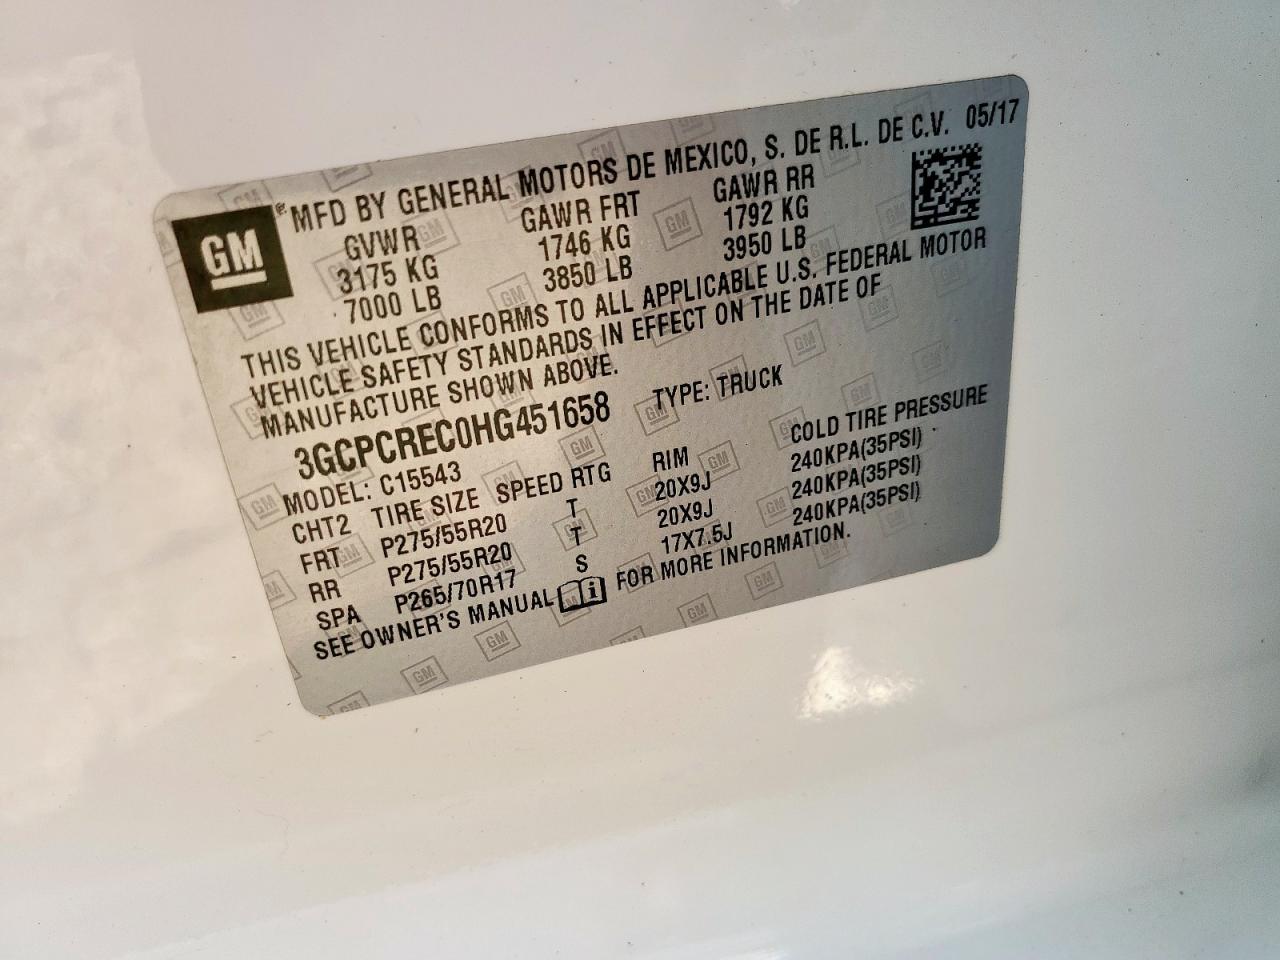 GM
® MFD BY GENERAL MOTORS DE MEXICO, S. DE R.L. DE C.V. 05/17
GVWR GAWR FRT GAWR RR
3175 KG 1746 KG 1792 KG
7000 LB 3850 LB 3950 LB
THIS VEHICLE CONFORMS TO ALL APPLICABLE U.S. FEDERAL MOTOR
VEHICLE SAFETY STANDARDS IN EFFECT ON THE DATE OF
MANUFACTURE SHOWN ABOVE.
3GCPCREC0HG451658 TYPE: TRUCK
MODEL: C15543
CHT2 TIRE SIZE SPEED RTG RIM COLD TIRE PRESSURE
FRT P275/55R20 T 20X9J 240KPA(35PSI)
RR P275/55R20 T 20X9J 240KPA(35PSI)
SPA P265/70R17 S 17X7.5J 240KPA(35PSI)
SEE OWNER'S MANUAL i FOR MORE INFORMATION.